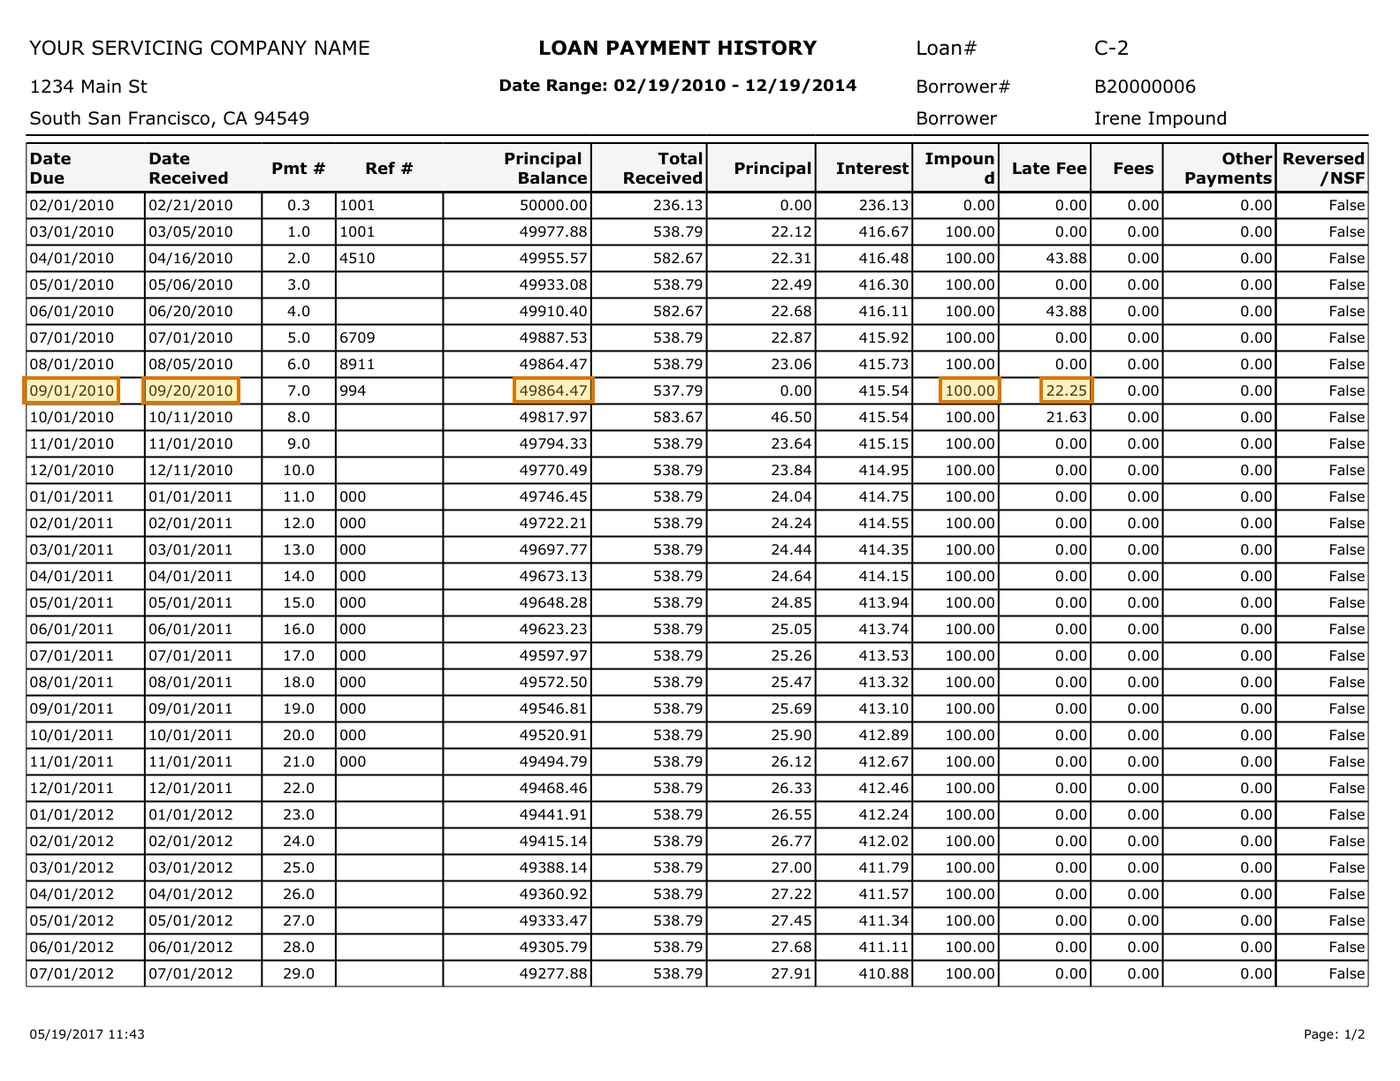 YOUR SERVICING COMPANY NAME LOAN PAYMENT HISTORY Loan# C-2
1234 Main St Date Range: 02/19/2010 - 12/19/2014 Borrower# B20000006
South San Francisco, CA 94549 Borrower Irene Impound
Date Due Date Received Pmt # Ref # Principal Balance Total Received Principal Interest Impound Late Fee Fees Other Payments Reversed/NSF
02/01/2010 02/21/2010 0.3 1001 50000.00 236.13 0.00 236.13 0.00 0.00 0.00 0.00 False
03/01/2010 03/05/2010 1.0 1001 49977.88 538.79 22.12 416.67 100.00 0.00 0.00 0.00 False
04/01/2010 04/16/2010 2.0 4510 49955.57 582.67 22.31 416.48 100.00 43.88 0.00 0.00 False
05/01/2010 05/06/2010 3.0 49933.08 538.79 22.49 416.30 100.00 0.00 0.00 0.00 False
06/01/2010 06/20/2010 4.0 49910.40 582.67 22.68 416.11 100.00 43.88 0.00 0.00 False
07/01/2010 07/01/2010 5.0 6709 49887.53 538.79 22.87 415.92 100.00 0.00 0.00 0.00 False
08/01/2010 08/05/2010 6.0 8911 49864.47 538.79 23.06 415.73 100.00 0.00 0.00 0.00 False
09/01/2010 09/20/2010 7.0 994 49864.47 537.79 0.00 415.54 100.00 22.25 0.00 0.00 False
10/01/2010 10/11/2010 8.0 49817.97 583.67 46.50 415.54 100.00 21.63 0.00 0.00 False
11/01/2010 11/01/2010 9.0 49794.33 538.79 23.64 415.15 100.00 0.00 0.00 0.00 False
12/01/2010 12/11/2010 10.0 49770.49 538.79 23.84 414.95 100.00 0.00 0.00 0.00 False
01/01/2011 01/01/2011 11.0 000 49746.45 538.79 24.04 414.75 100.00 0.00 0.00 0.00 False
02/01/2011 02/01/2011 12.0 000 49722.21 538.79 24.24 414.55 100.00 0.00 0.00 0.00 False
03/01/2011 03/01/2011 13.0 000 49697.77 538.79 24.44 414.35 100.00 0.00 0.00 0.00 False
04/01/2011 04/01/2011 14.0 000 49673.13 538.79 24.64 414.15 100.00 0.00 0.00 0.00 False
05/01/2011 05/01/2011 15.0 000 49648.28 538.79 24.85 413.94 100.00 0.00 0.00 0.00 False
06/01/2011 06/01/2011 16.0 000 49623.23 538.79 25.05 413.74 100.00 0.00 0.00 0.00 False
07/01/2011 07/01/2011 17.0 000 49597.97 538.79 25.26 413.53 100.00 0.00 0.00 0.00 False
08/01/2011 08/01/2011 18.0 000 49572.50 538.79 25.47 413.32 100.00 0.00 0.00 0.00 False
09/01/2011 09/01/2011 19.0 000 49546.81 538.79 25.69 413.10 100.00 0.00 0.00 0.00 False
10/01/2011 10/01/2011 20.0 000 49520.91 538.79 25.90 412.89 100.00 0.00 0.00 0.00 False
11/01/2011 11/01/2011 21.0 000 49494.79 538.79 26.12 412.67 100.00 0.00 0.00 0.00 False
12/01/2011 12/01/2011 22.0 49468.46 538.79 26.33 412.46 100.00 0.00 0.00 0.00 False
01/01/2012 01/01/2012 23.0 49441.91 538.79 26.55 412.24 100.00 0.00 0.00 0.00 False
02/01/2012 02/01/2012 24.0 49415.14 538.79 26.77 412.02 100.00 0.00 0.00 0.00 False
03/01/2012 03/01/2012 25.0 49388.14 538.79 27.00 411.79 100.00 0.00 0.00 0.00 False
04/01/2012 04/01/2012 26.0 49360.92 538.79 27.22 411.57 100.00 0.00 0.00 0.00 False
05/01/2012 05/01/2012 27.0 49333.47 538.79 27.45 411.34 100.00 0.00 0.00 0.00 False
06/01/2012 06/01/2012 28.0 49305.79 538.79 27.68 411.11 100.00 0.00 0.00 0.00 False
07/01/2012 07/01/2012 29.0 49277.88 538.79 27.91 410.88 100.00 0.00 0.00 0.00 False
05/19/2017 11:43 Page: 1/2